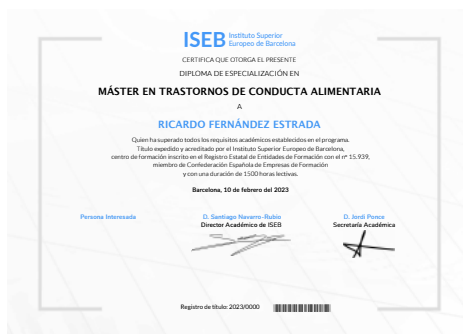 ISEB Instituto Superior
Europeo de Barcelona
CERTIFICA QUE OTORGA EL PRESENTE
DIPLOMA DE ESPECIALIZACIÓN EN
MÁSTER EN TRASTORNOS DE CONDUCTA ALIMENTARIA
A
RICARDO FERNÁNDEZ ESTRADA
Quien ha superado todos los requisitos académicos establecidos en el programa.
Título expedido y acreditado por el Instituto Superior Europeo de Barcelona,
centro de formación inscrito en el Registro Estatal de Entidades de Formación con el nº 15.939,
miembro de Confederación Española de Empresas de Formación
y con una duración de 1500 horas lectivas.
Barcelona, 10 de febrero del 2023
Persona Interesada
D. Santiago Navarro-Rubio
Director Académico de ISEB
D. Jordi Ponce
Secretaría Académica
Registro de título: 2023/0000